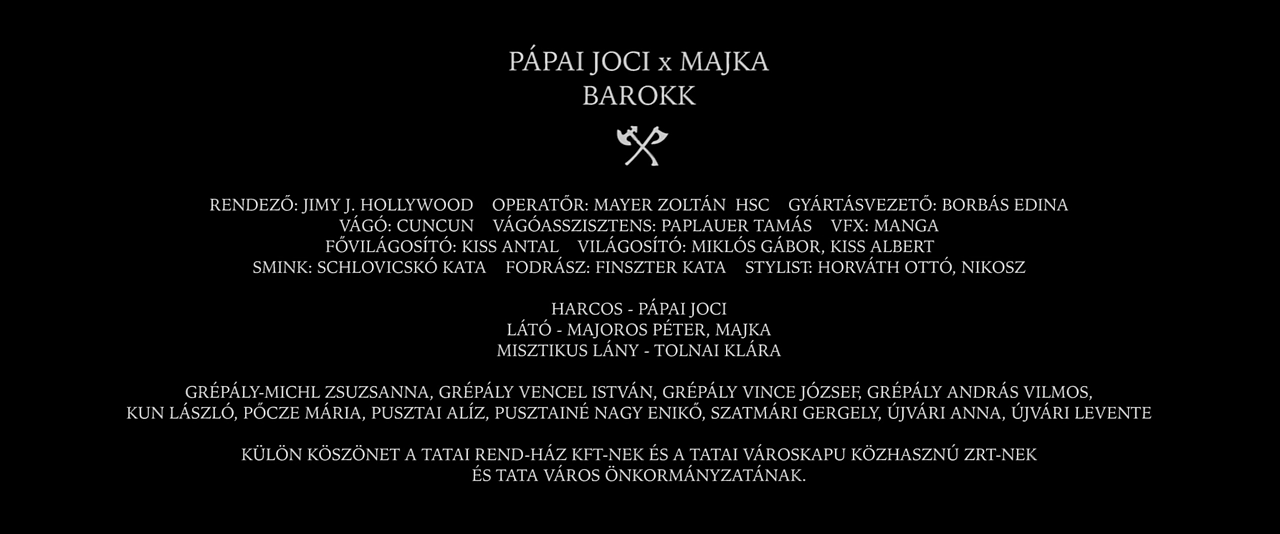 PÁPAI JOCI x MAJKA
BAROKK
RENDEZŐ: JIMY J. HOLLYWOOD OPERATŐR: MAYER ZOLTÁN HSC GYÁRTÁSVEZETŐ: BORBÁS EDINA
VÁGÓ: CUNCUN VÁGÓASSZISZTENS: PAPLAUER TAMÁS VFX: MANGA
FŐVILÁGOSÍTÓ: KISS ANTAL VILÁGOSÍTÓ: MIKLÓS GÁBOR, KISS ALBERT
SMINK: SCHLOVICSKÓ KATA FODRÁSZ: FINSZTER KATA STYLIST: HORVÁTH OTTÓ, NIKOSZ
HARCOS - PÁPAI JOCI
LÁTÓ - MAJOROS PÉTER, MAJKA
MISZTIKUS LÁNY - TOLNAI KLÁRA
GRÉPÁLY-MICHL ZSUZSANNA, GRÉPÁLY VENCEL ISTVÁN, GRÉPÁLY VINCE JÓZSEF, GRÉPÁLY ANDRÁS VILMOS,
KUN LÁSZLÓ, PŐCZE MÁRIA, PUSZTAI ALÍZ, PUSZTAINÉ NAGY ENIKŐ, SZATMÁRI GERGELY, ÚJVÁRI ANNA, ÚJVÁRI LEVENTE
KÜLÖN KÖSZÖNET A TATAI REND-HÁZ KFT-NEK ÉS A TATAI VÁROSKAPU KÖZHASZNÚ ZRT-NEK
ÉS TATA VÁROS ÖNKORMÁNYZATÁNAK.